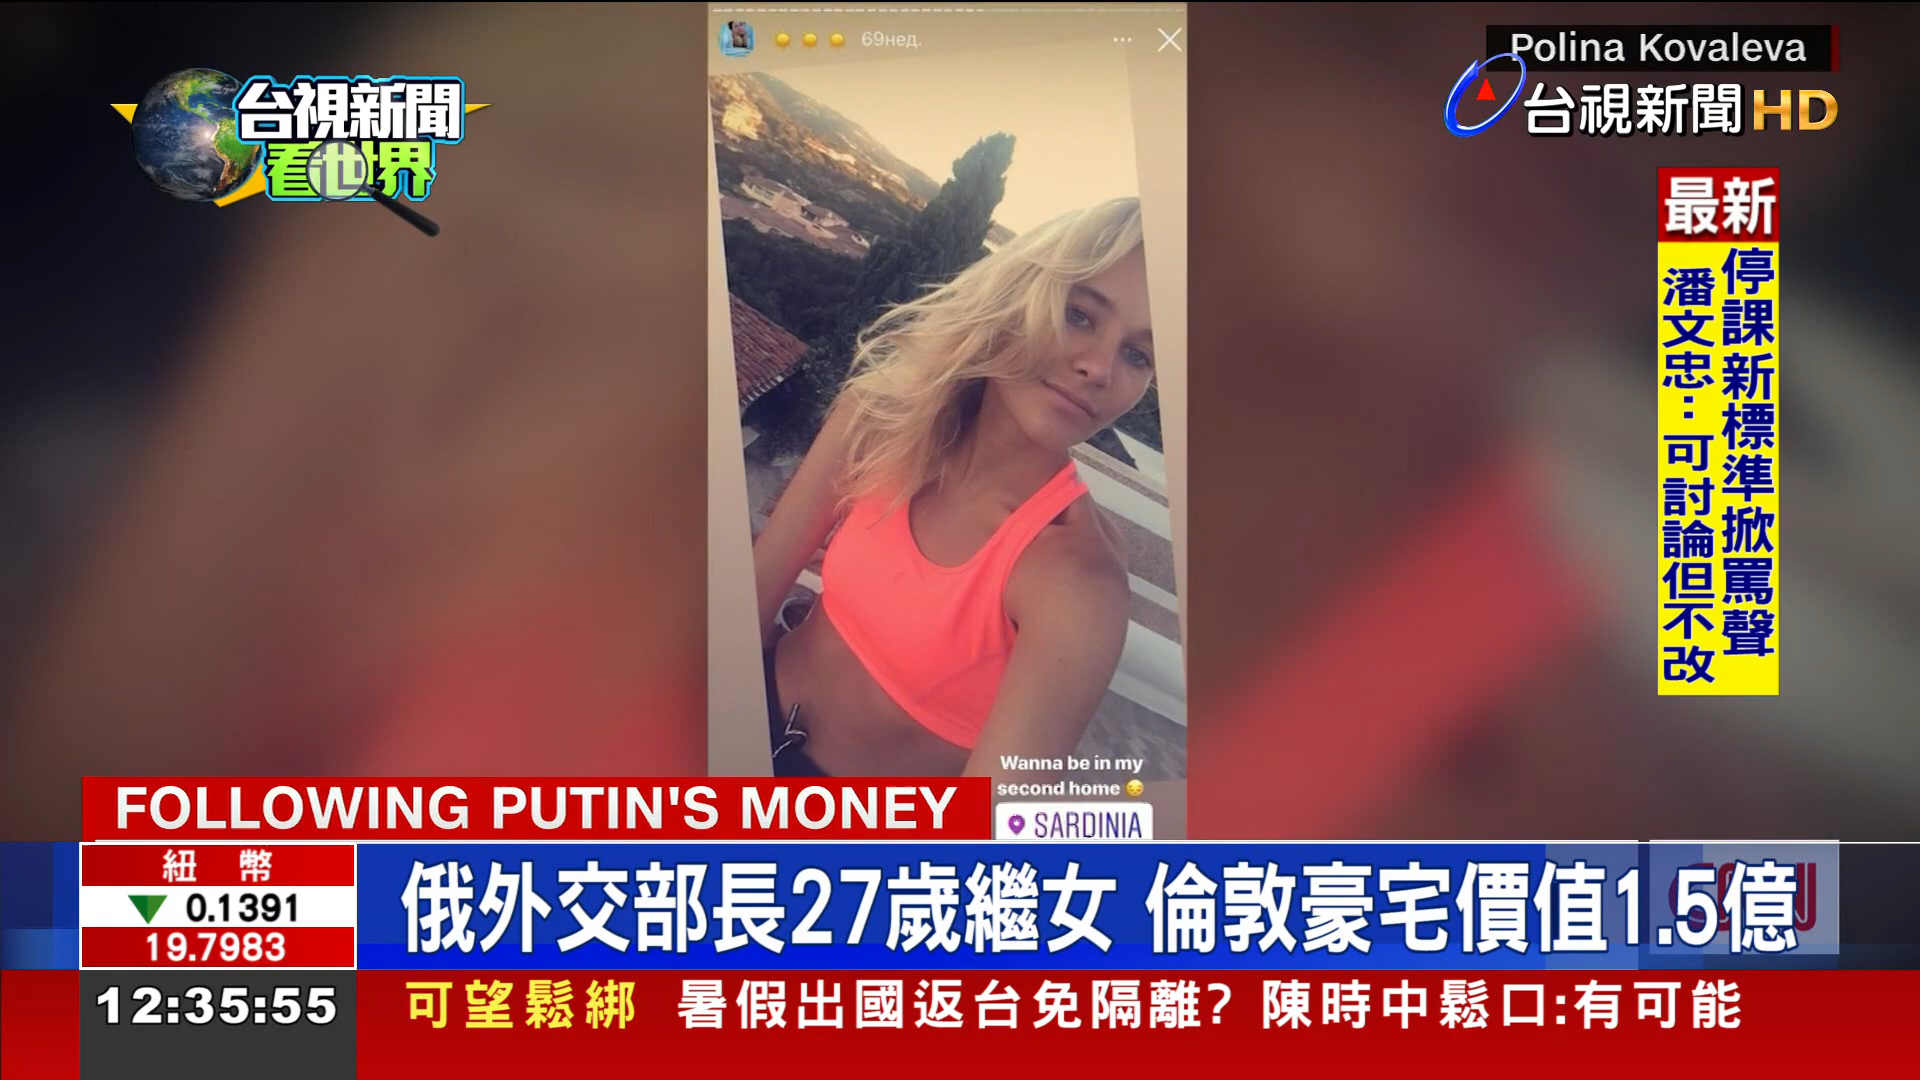 69нед.
Polina Kovaleva
台視新聞
看世界
台視新聞HD
最新
停課新標準掀罵聲
潘文忠：可討論但不改
Wanna be in my
second home
SARDINIA
FOLLOWING PUTIN'S MONEY
紐 幣
0.1391
19.7983
俄外交部長27歲繼女 倫敦豪宅價值1.5億
12:35:55
可望鬆綁 暑假出國返台免隔離? 陳時中鬆口:有可能